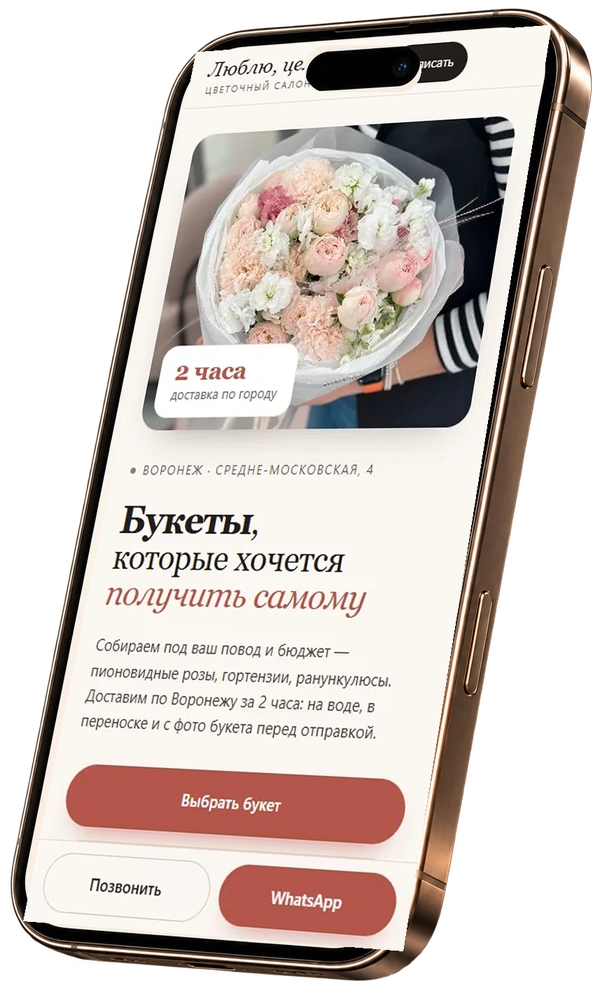 Люблю, це.
ЦВЕТОЧНЫЙ САЛОН
2 часа
доставка по городу
ВОРОНЕЖ · СРЕДНЕ-МОСКОВСКАЯ, 4
Букеты,
которые хочется
получить самому
Собираем под ваш повод и бюджет —
пионовидные розы, гортензии, ранункулюсы.
Доставим по Воронежу за 2 часа: на воде, в
переноске и с фото букета перед отправкой.
Выбрать букет
Позвонить
WhatsApp